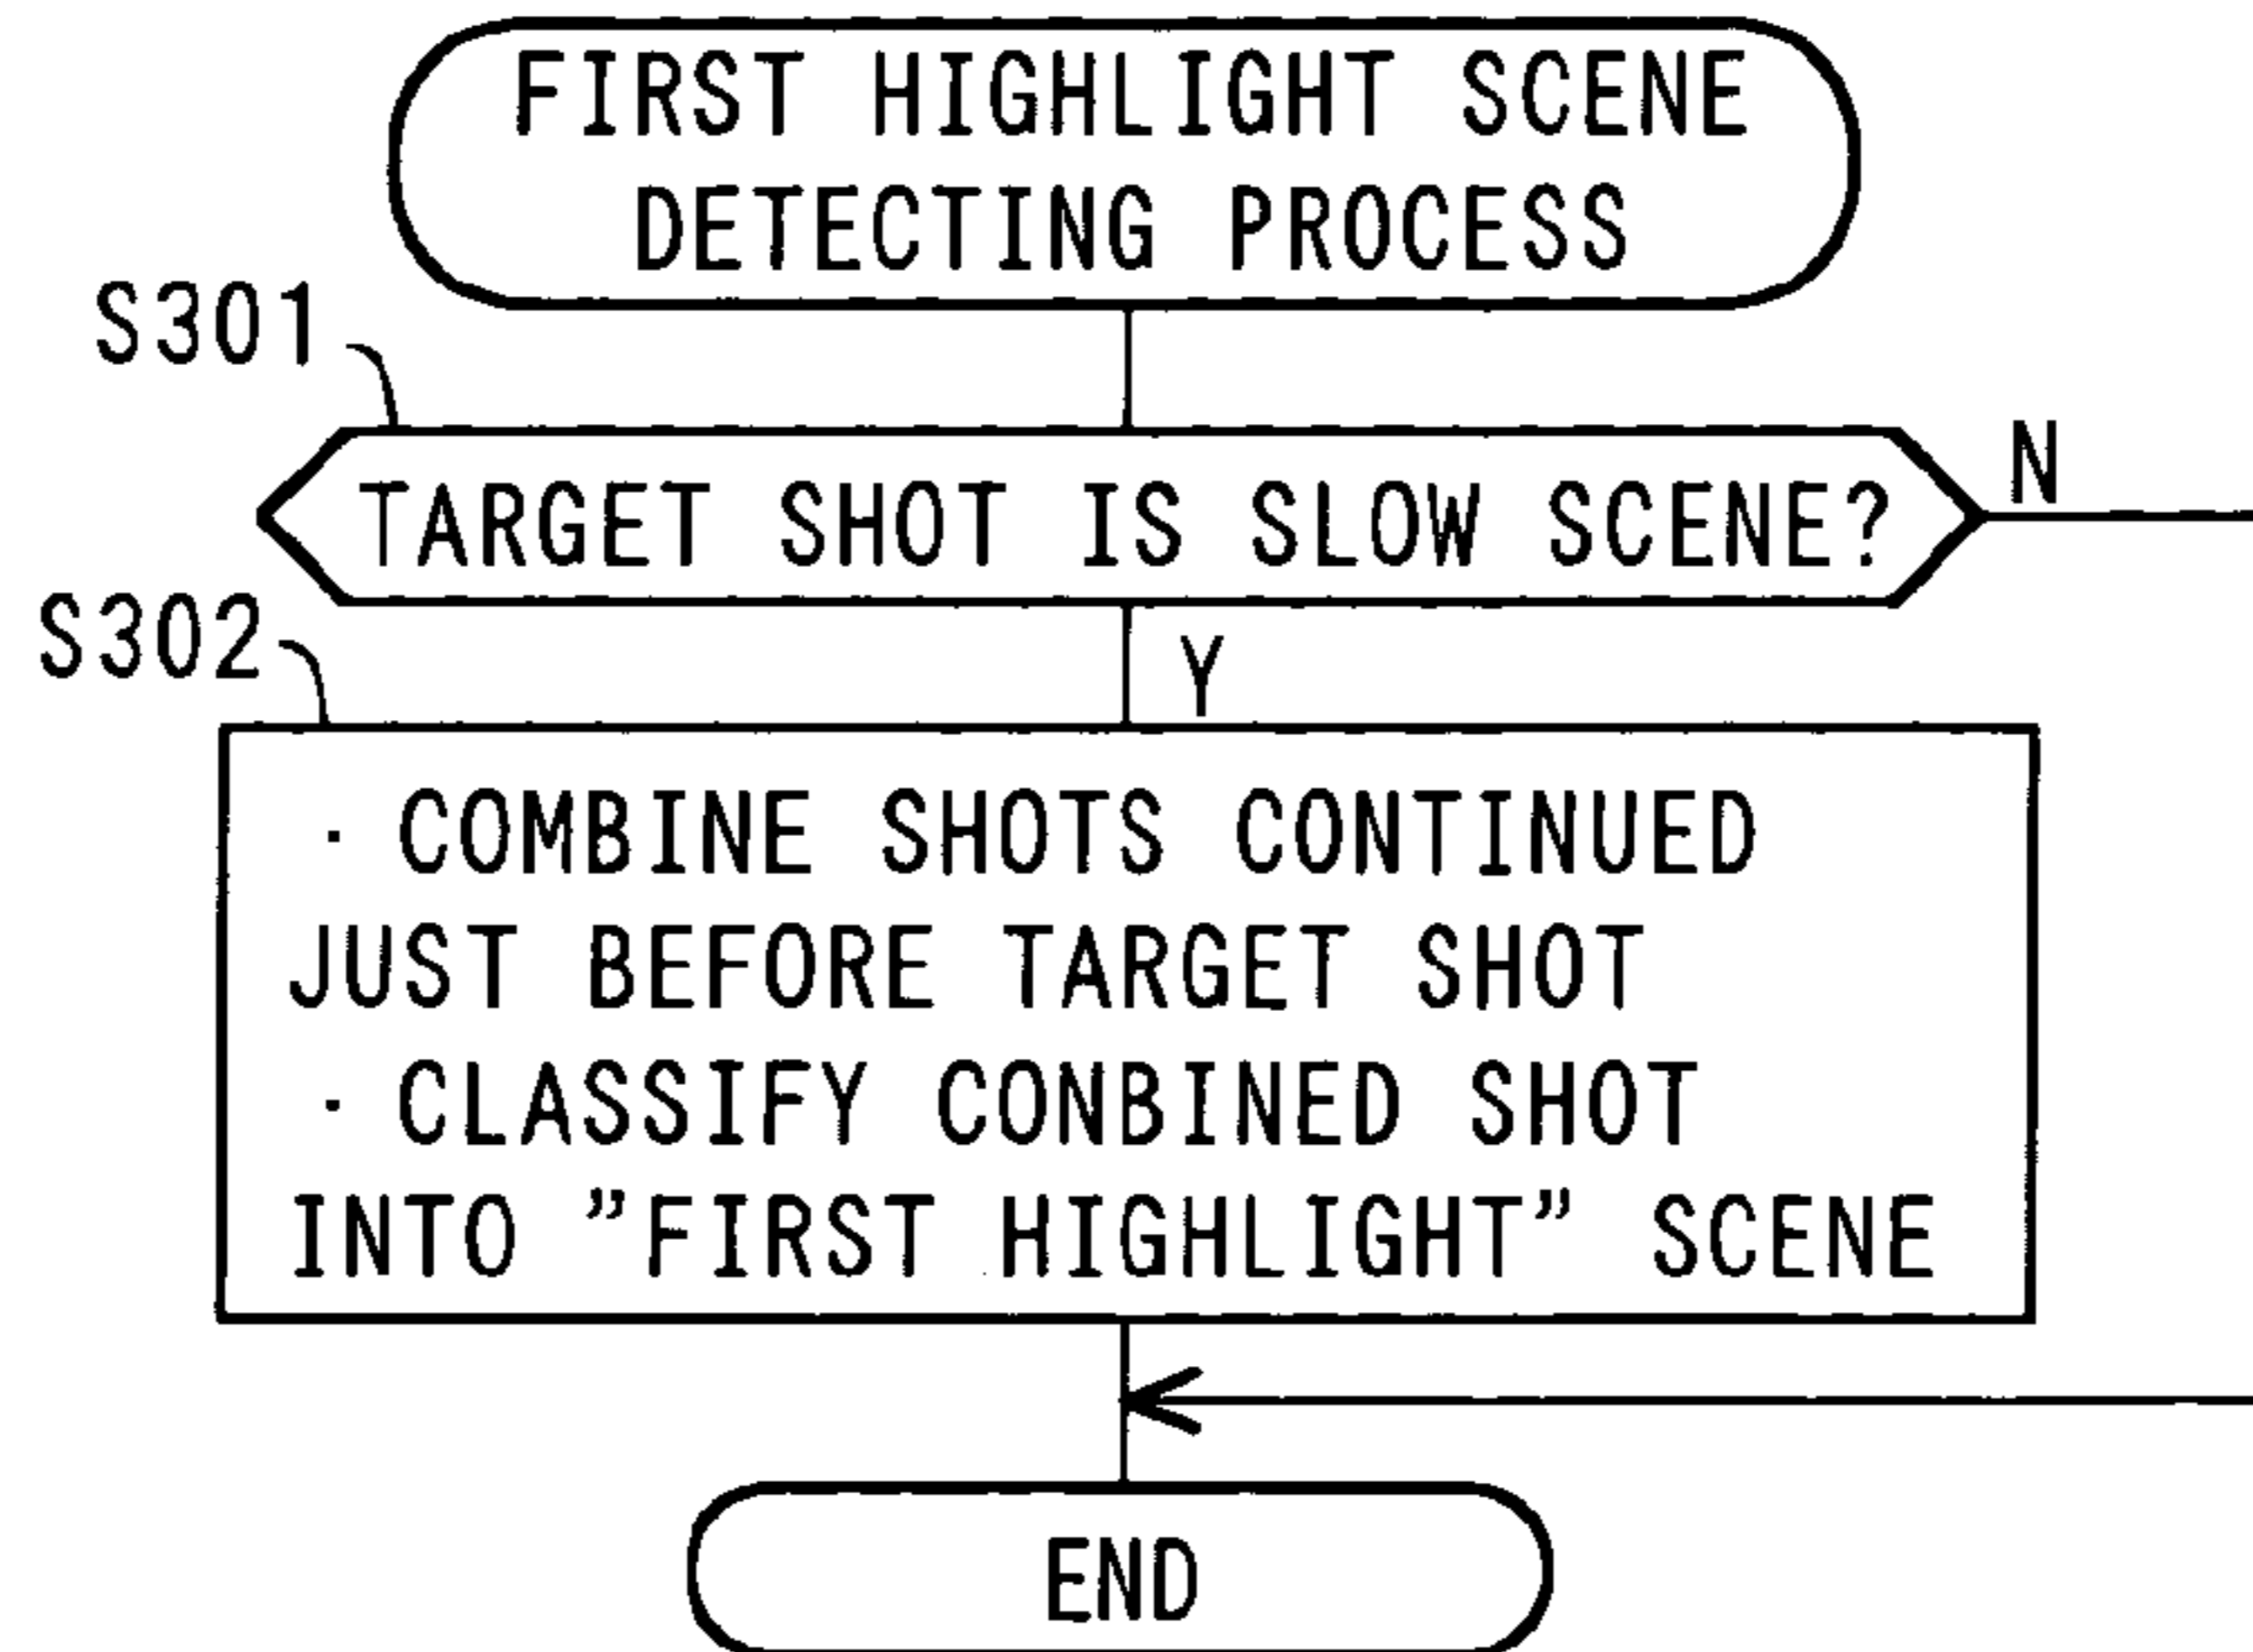 FIRST HIGHLIGHT SCENE
DETECTING PROCESS
S301
TARGET SHOT IS SLOW SCENE?
N
S302
Y
· COMBINE SHOTS CONTINUED
JUST BEFORE TARGET SHOT
· CLASSIFY CONBINED SHOT
INTO ”FIRST HIGHLIGHT” SCENE
END